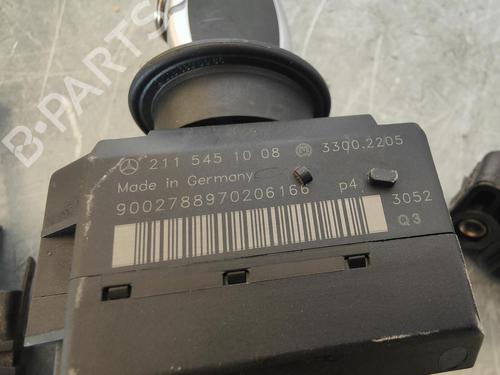 B-PARTS
211 545 10 08 3300.2205
Made in Germany
9002788970206166 p4
3052
Q3